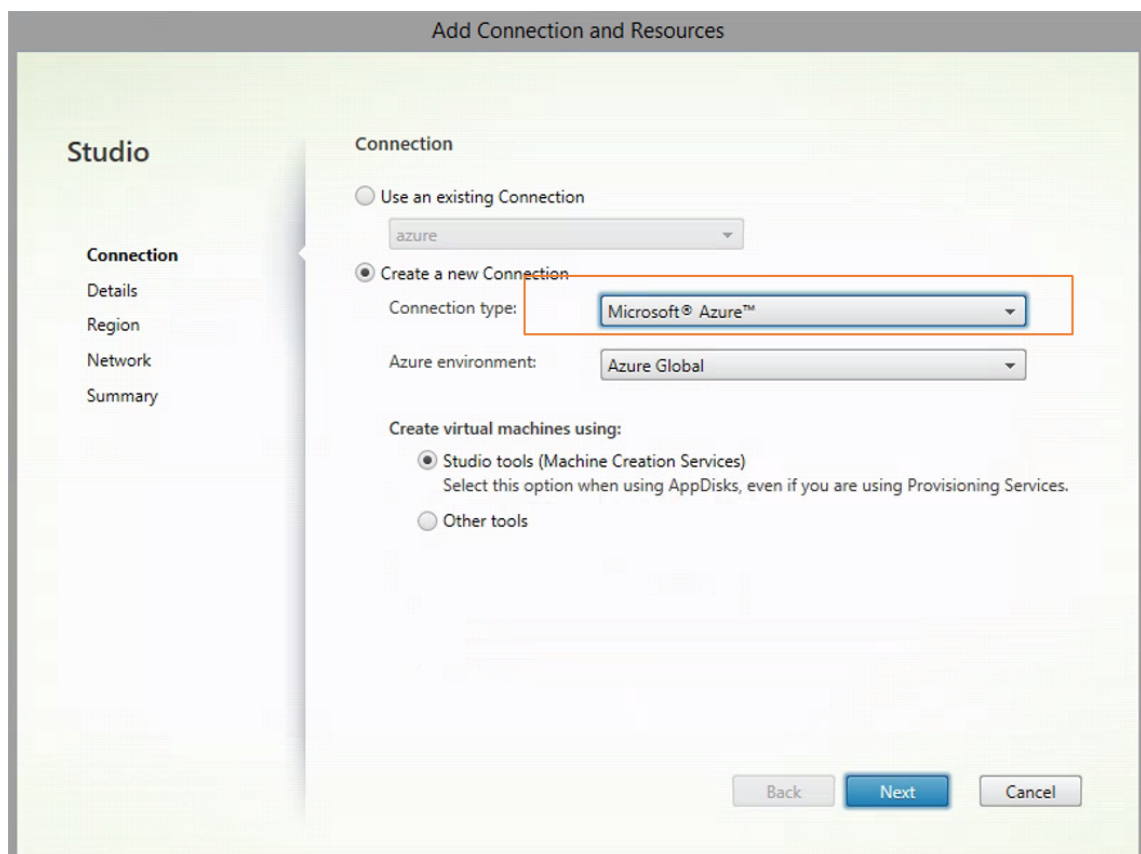 Add Connection and Resources
Studio
Connection
Details
Region
Network
Summary
Connection
Use an existing Connection
azure
Create a new Connection
Connection type:
Microsoft® Azure™
Azure environment:
Azure Global
Create virtual machines using:
Studio tools (Machine Creation Services)
Select this option when using AppDisks, even if you are using Provisioning Services.
Other tools
Back
Next
Cancel